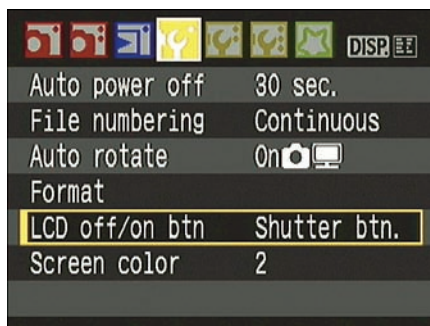 DISP.
Auto power off 30 sec.
File numbering Continuous
Auto rotate On
Format
LCD off/on btn Shutter btn.
Screen color 2